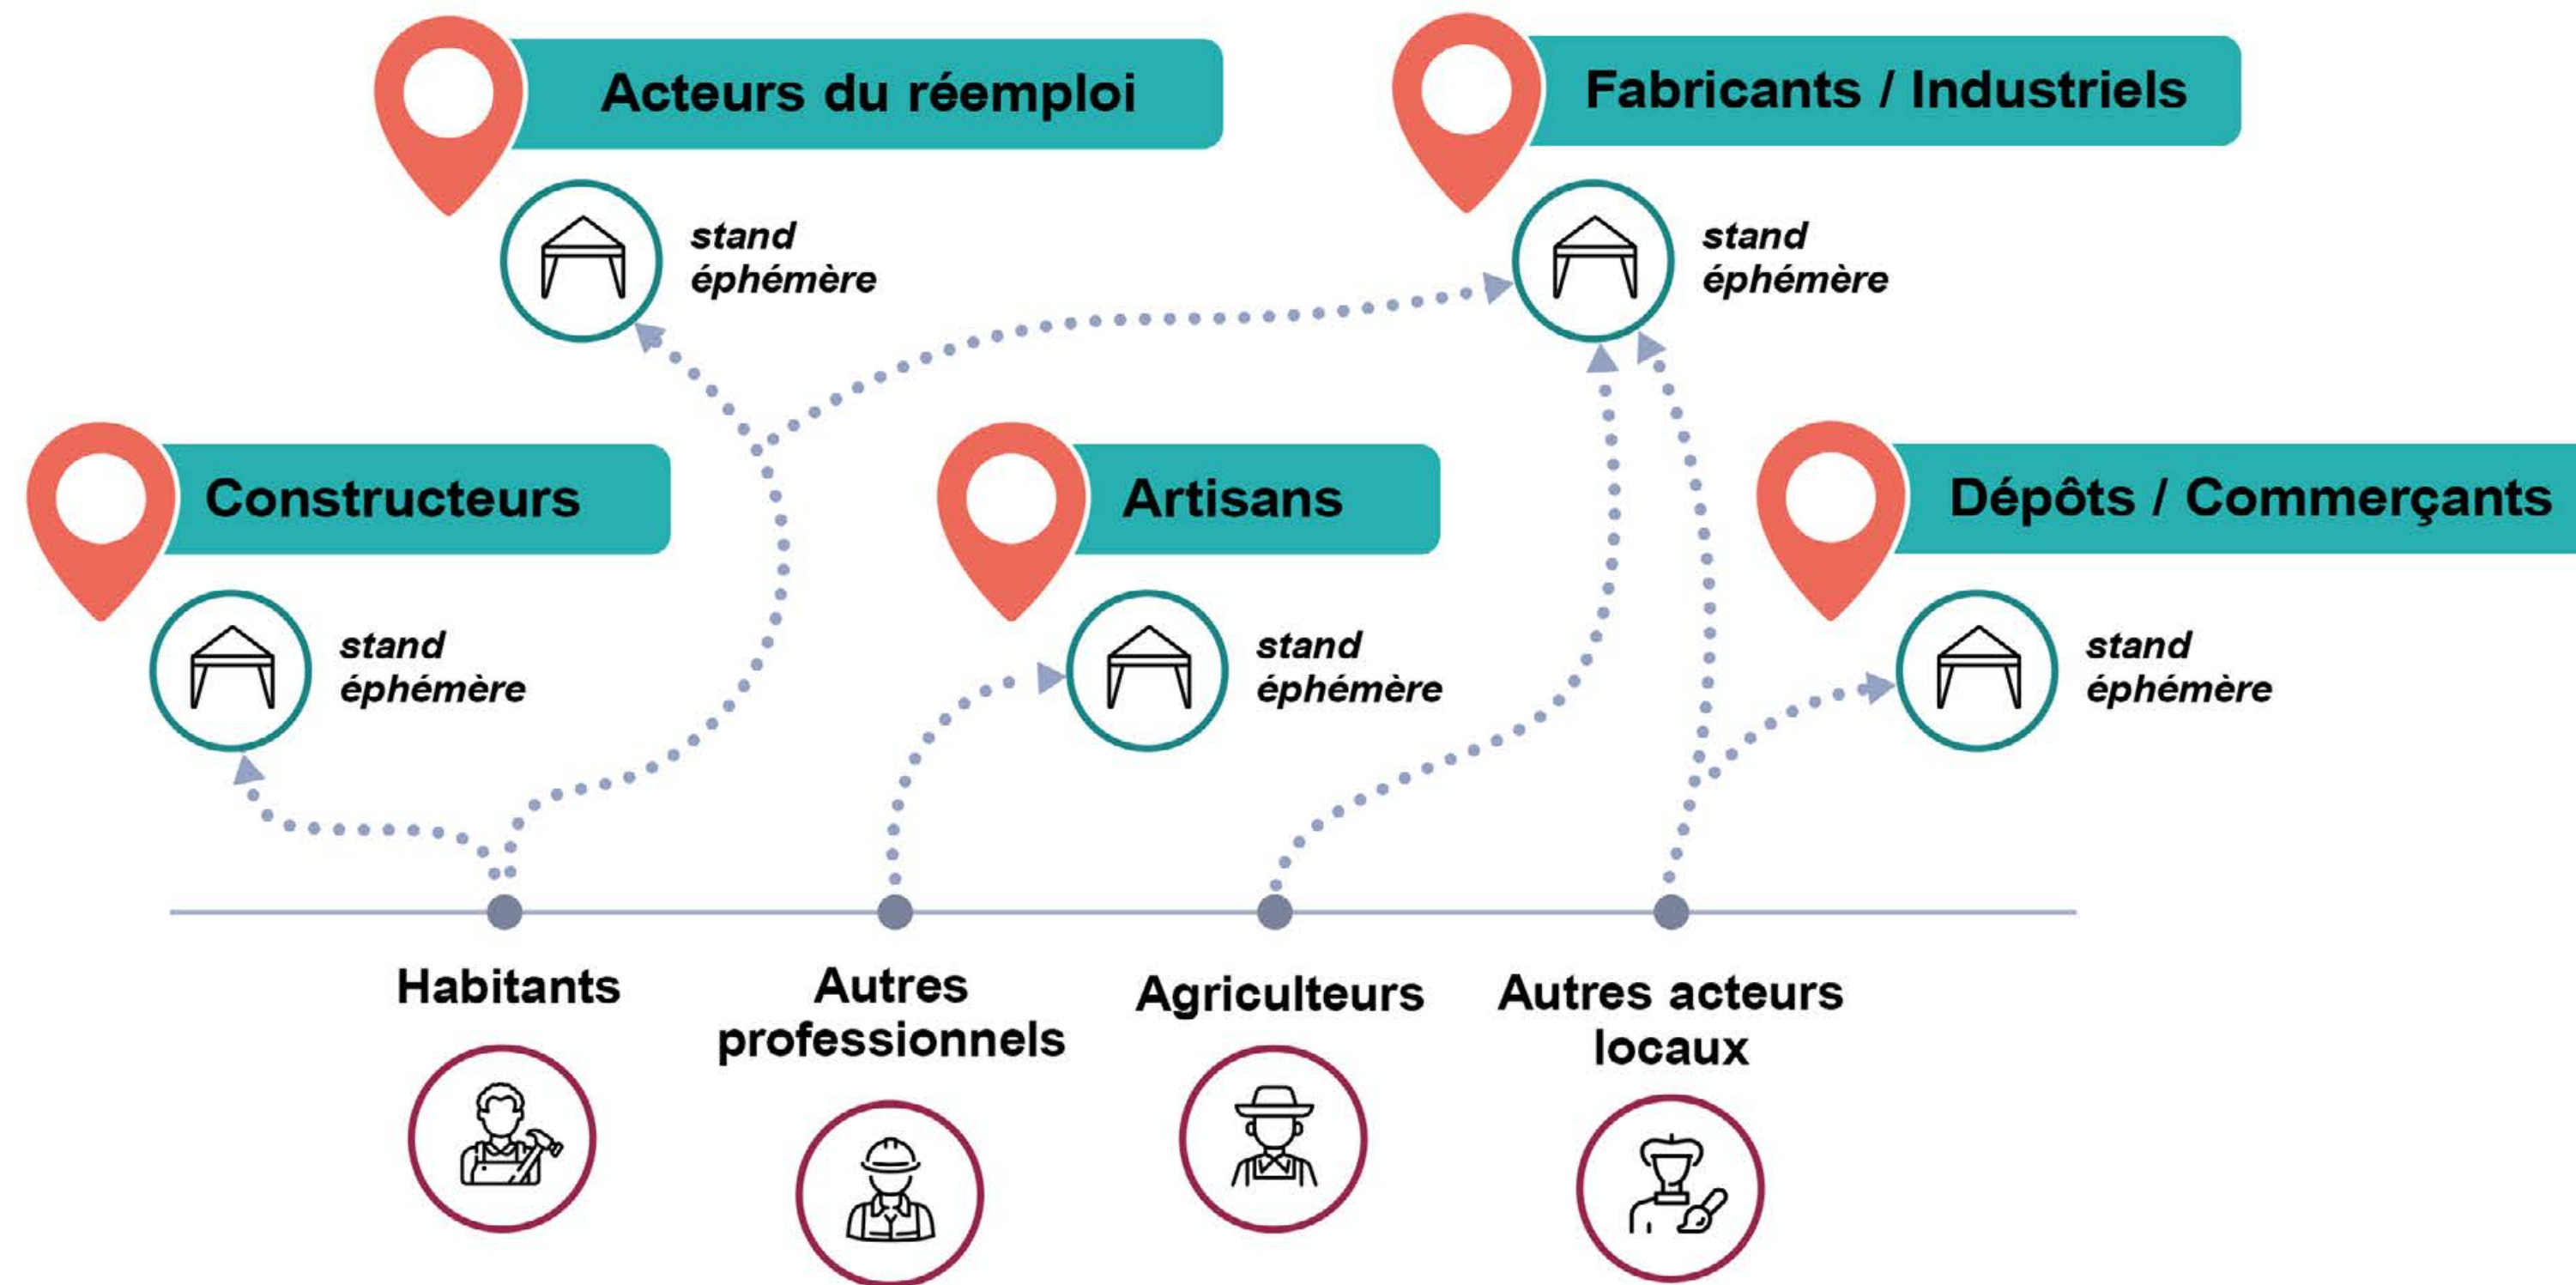 Acteurs du réemploi
Fabricants / Industriels
stand
éphémère
stand
éphémère
Constructeurs
Artisans
Dépôts / Commerçants
stand
éphémère
stand
éphémère
stand
éphémère
Habitants
Autres
professionnels
Agriculteurs
Autres acteurs
locaux